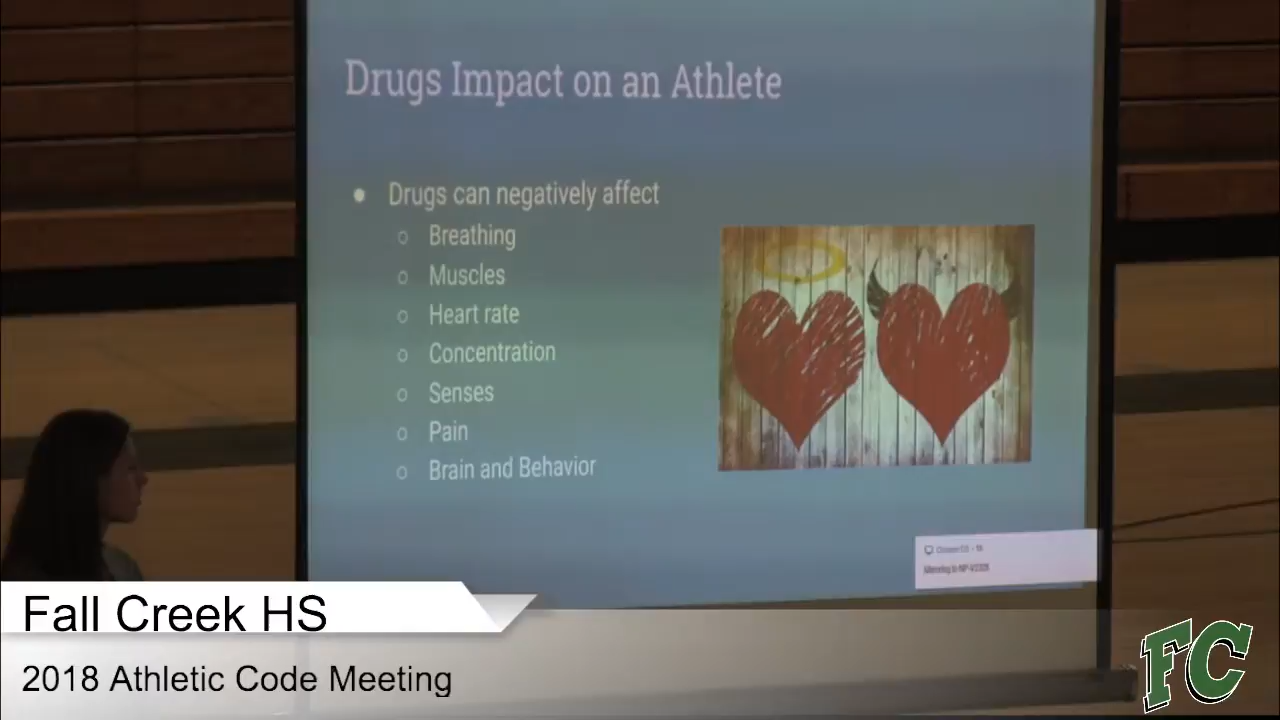 Drugs Impact on an Athlete
● Drugs can negatively affect
○ Breathing
○ Muscles
○ Heart rate
○ Concentration
○ Senses
○ Pain
○ Brain and Behavior
Fall Creek HS
2018 Athletic Code Meeting
FC